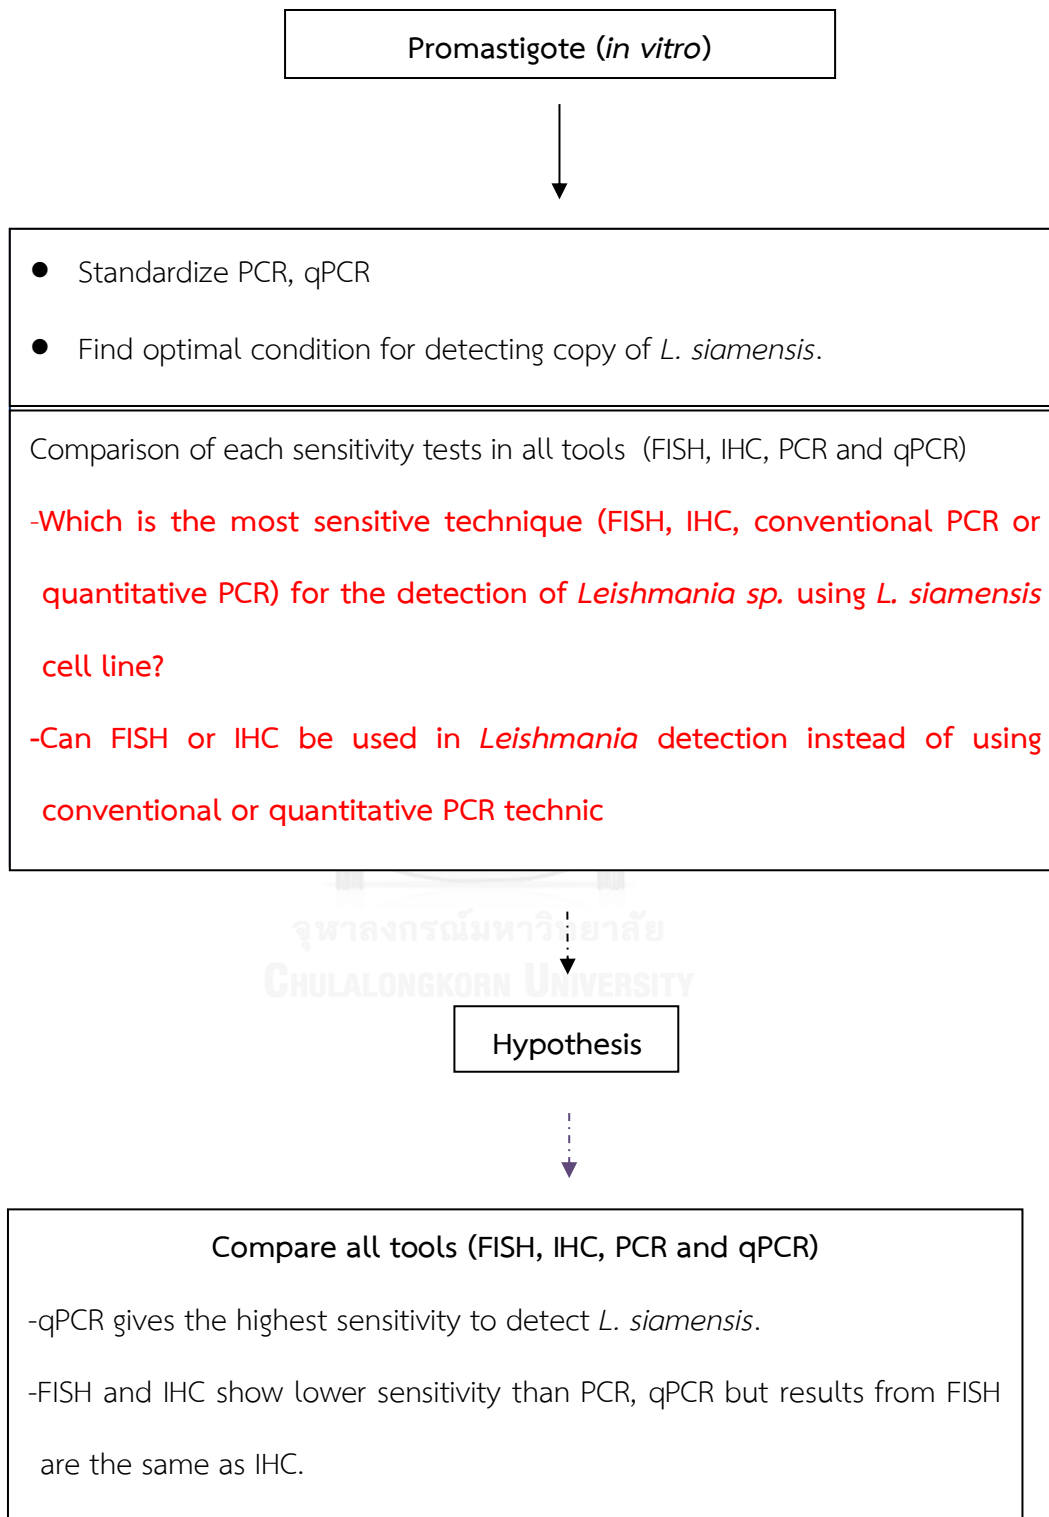 Promastigote (in vitro)
● Standardize PCR, qPCR
● Find optimal condition for detecting copy of L. siamensis.
Comparison of each sensitivity tests in all tools (FISH, IHC, PCR and qPCR)
-Which is the most sensitive technique (FISH, IHC, conventional PCR or
quantitative PCR) for the detection of Leishmania sp. using L. siamensis
cell line?
-Can FISH or IHC be used in Leishmania detection instead of using
conventional or quantitative PCR technic
จุฬาลงกรณ์มหาวิทยาลัย
CHULALONGKORN UNIVERSITY
Hypothesis
Compare all tools (FISH, IHC, PCR and qPCR)
-qPCR gives the highest sensitivity to detect L. siamensis.
-FISH and IHC show lower sensitivity than PCR, qPCR but results from FISH
are the same as IHC.